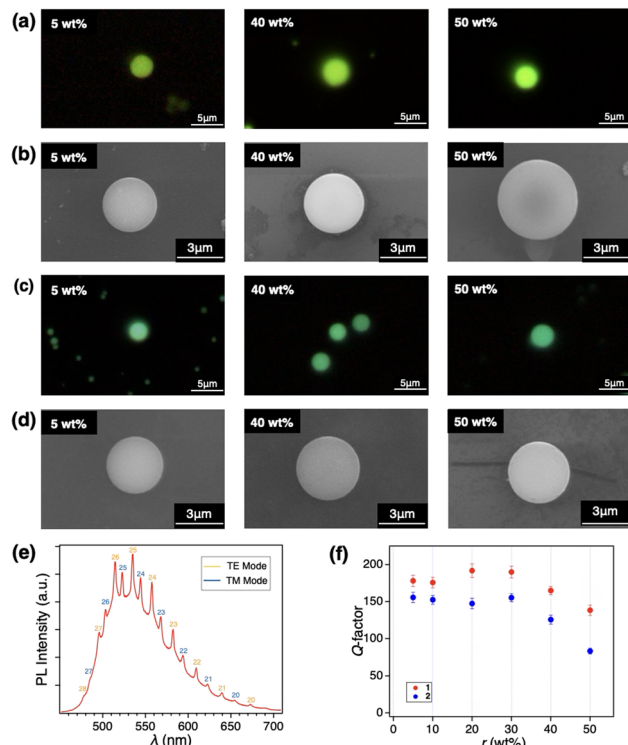 (a)
5 wt%
40 wt%
50 wt%
5μm
5μm
5μm
(b)
5 wt%
40 wt%
50 wt%
3μm
3μm
3μm
(c)
5 wt%
40 wt%
50 wt%
5μm
5μm
5μm
(d)
5 wt%
40 wt%
50 wt%
3μm
3μm
3μm
(e)
PL Intensity (a.u.)
TE Mode
TM Mode
28
27
27
26
26
25
25
24
24
23
23
22
22
21
21
20
20
500
550
600
650
700
λ (nm)
(f)
Q-factor
200
150
100
50
0
1
2
0
10
20
30
40
50
r (wt%)